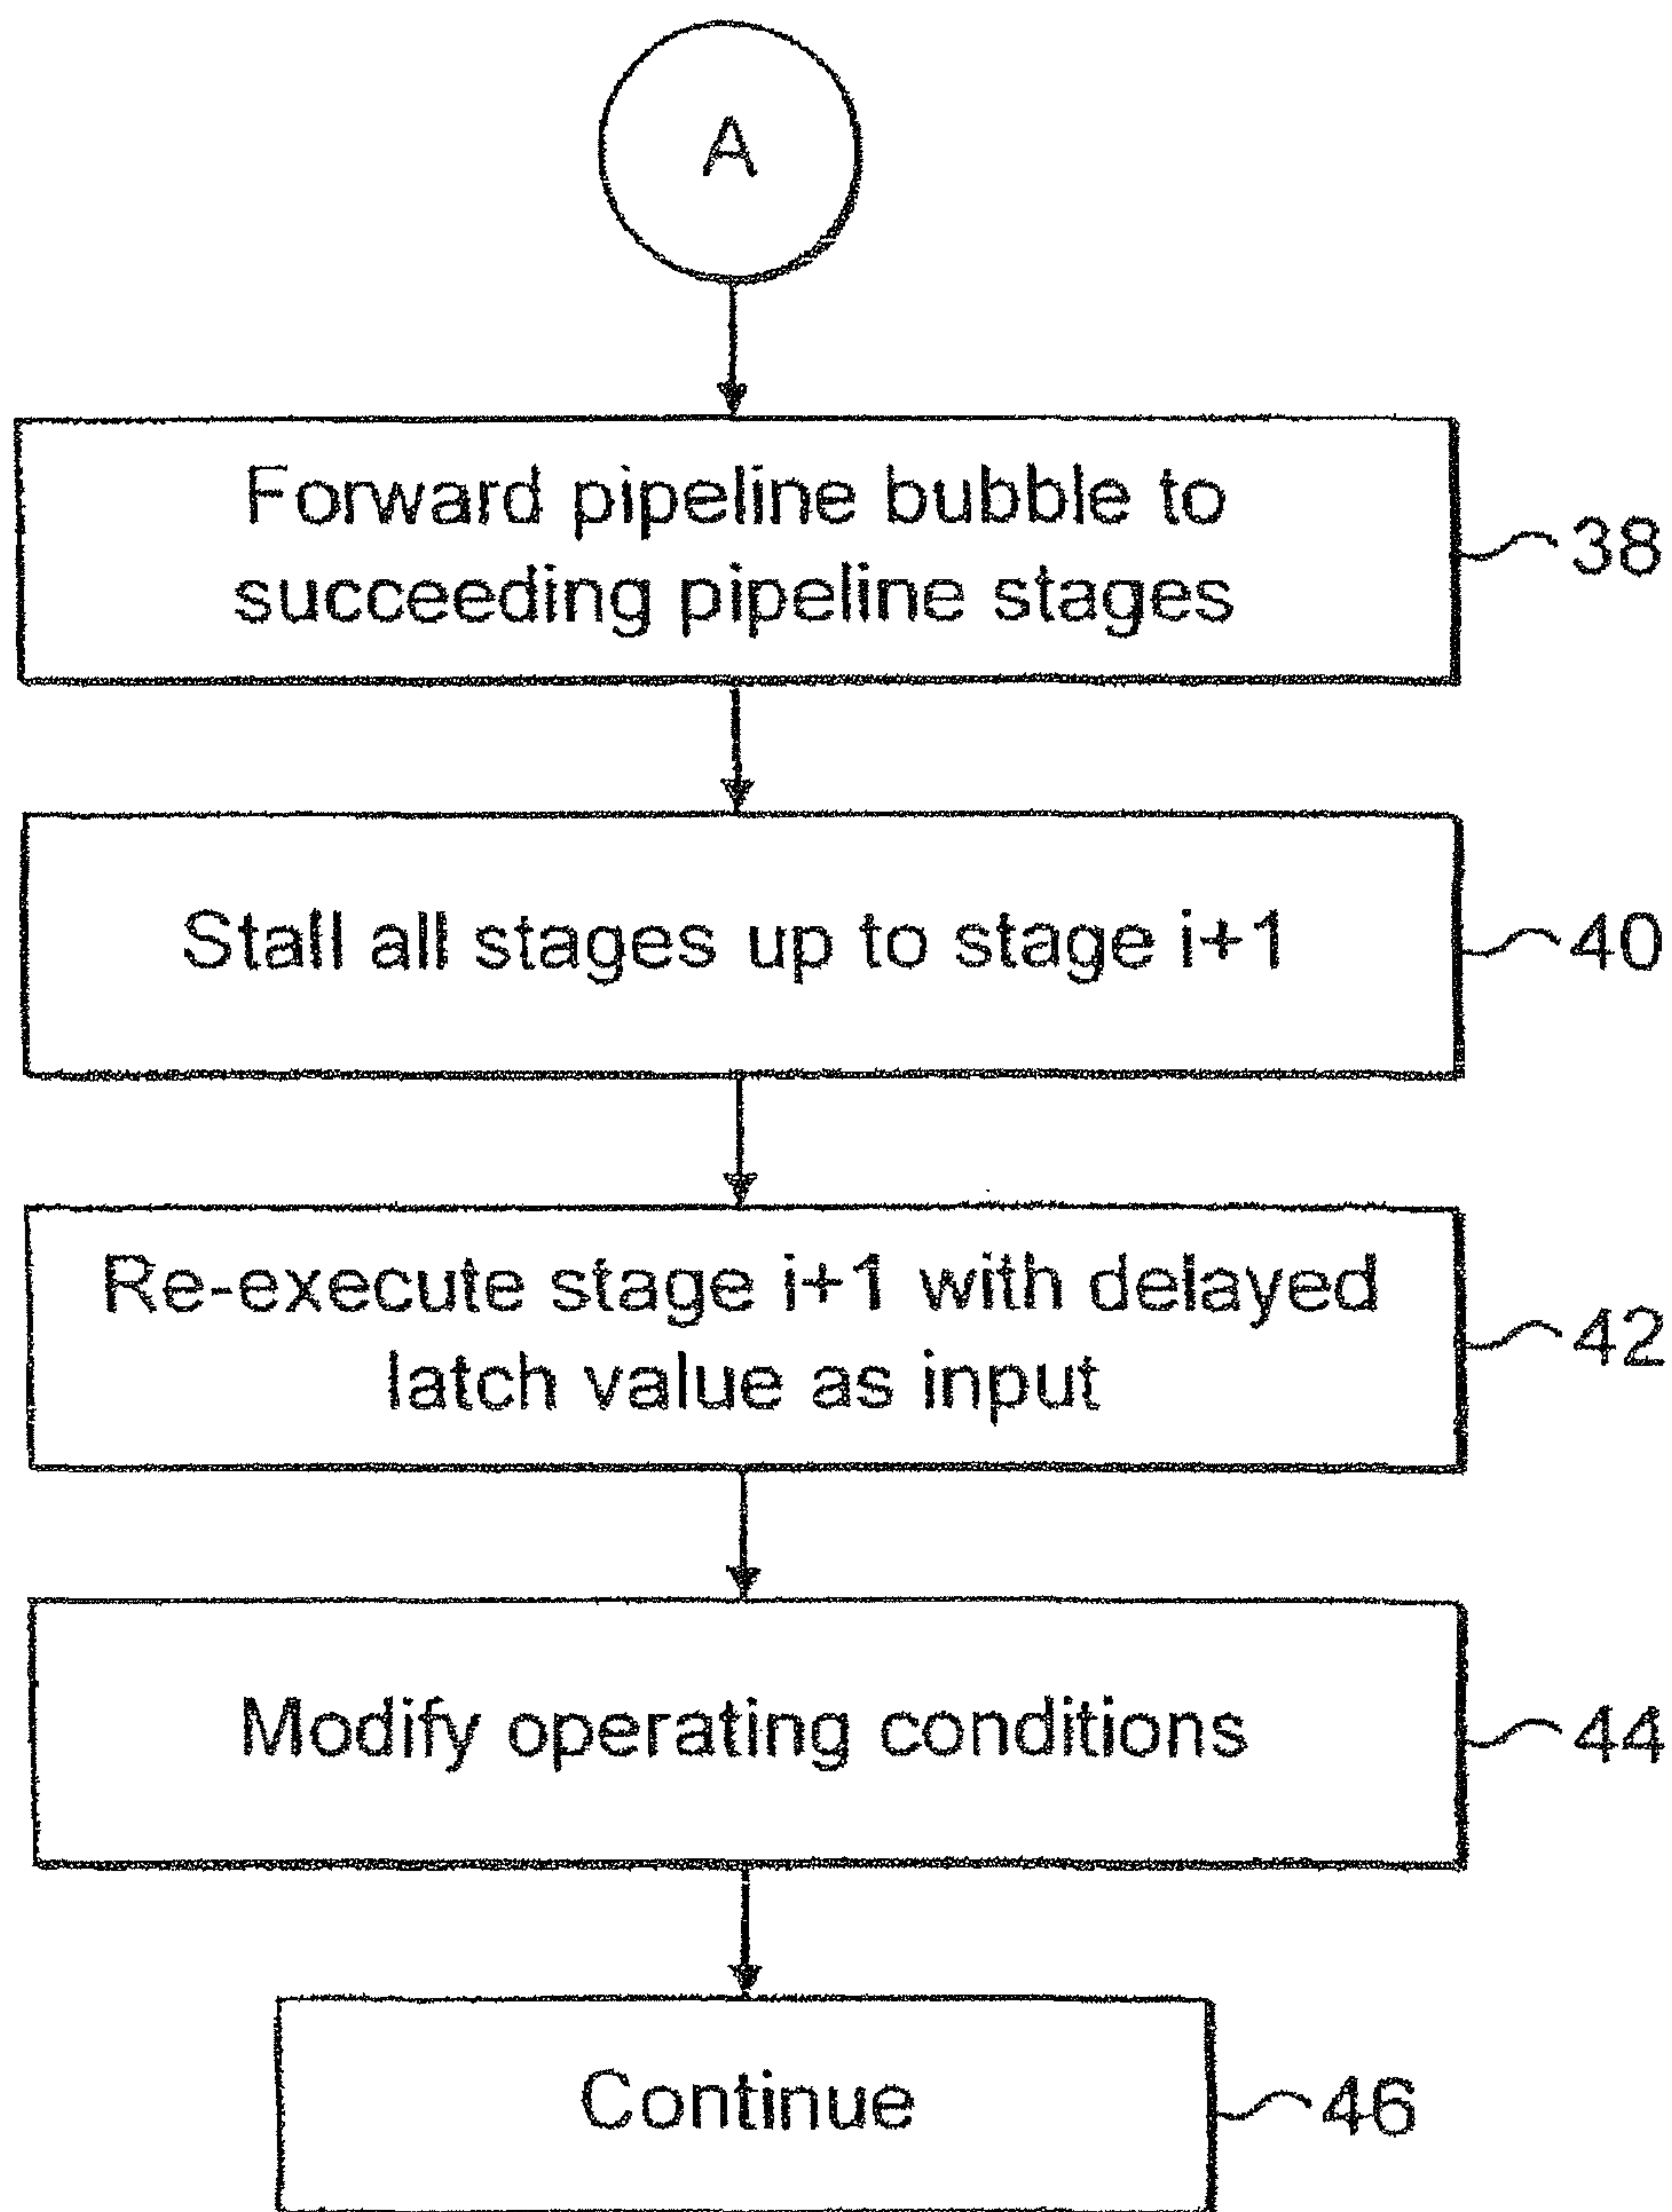 A
Forward pipeline bubble to
succeeding pipeline stages
38
Stall all stages up to stage i+1
40
Re-execute stage i+1 with delayed
latch value as input
42
Modify operating conditions
44
Continue
46